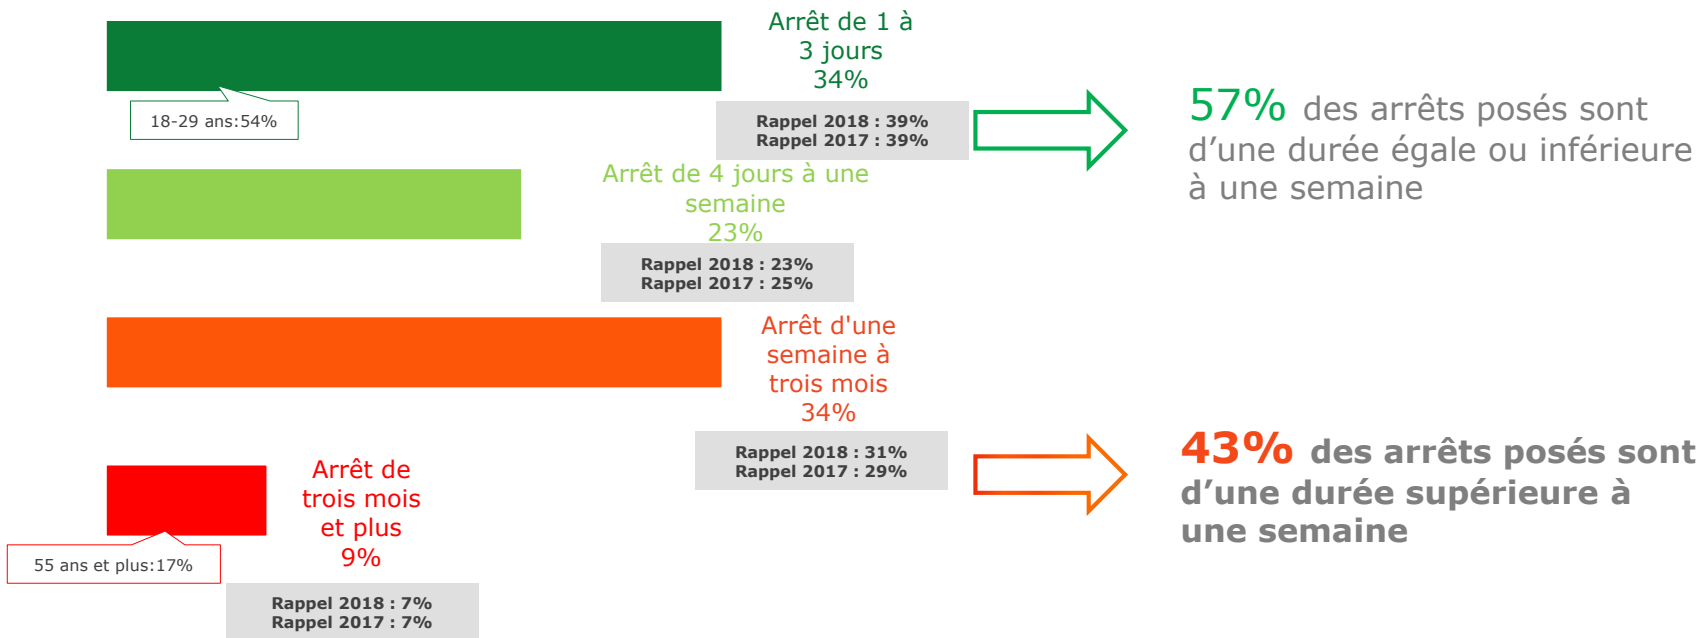 Arrêt de 1 à
3 jours
34%
18-29 ans:54%
Rappel 2018 : 39%
Rappel 2017 : 39%
57% des arrêts posés sont
d’une durée égale ou inférieure
à une semaine
Arrêt de 4 jours à une
semaine
23%
Rappel 2018 : 23%
Rappel 2017 : 25%
Arrêt d'une
semaine à
trois mois
34%
Rappel 2018 : 31%
Rappel 2017 : 29%
43% des arrêts posés sont
d’une durée supérieure à
une semaine
Arrêt de
trois mois
et plus
9%
55 ans et plus:17%
Rappel 2018 : 7%
Rappel 2017 : 7%